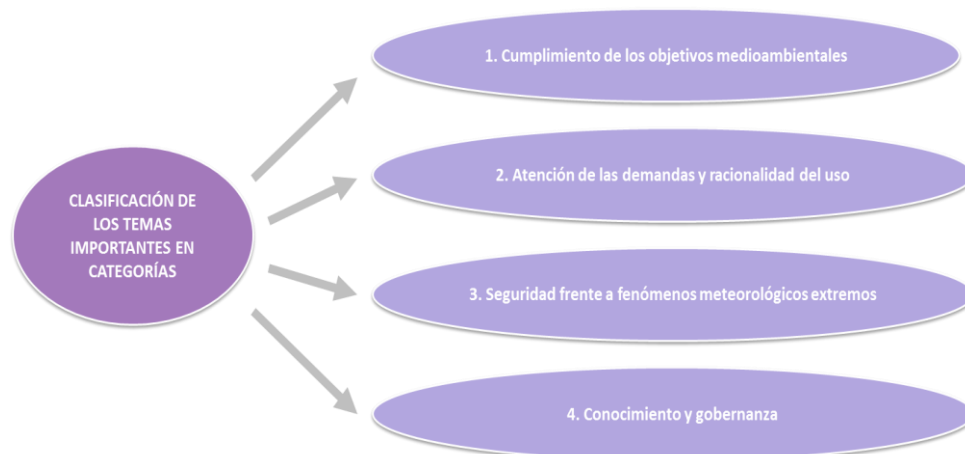 CLASIFICACIÓN DE
LOS TEMAS
IMPORTANTES EN
CATEGORÍAS
1. Cumplimiento de los objetivos medioambientales
2. Atención de las demandas y racionalidad del uso
3. Seguridad frente a fenómenos meteorológicos extremos
4. Conocimiento y gobernanza